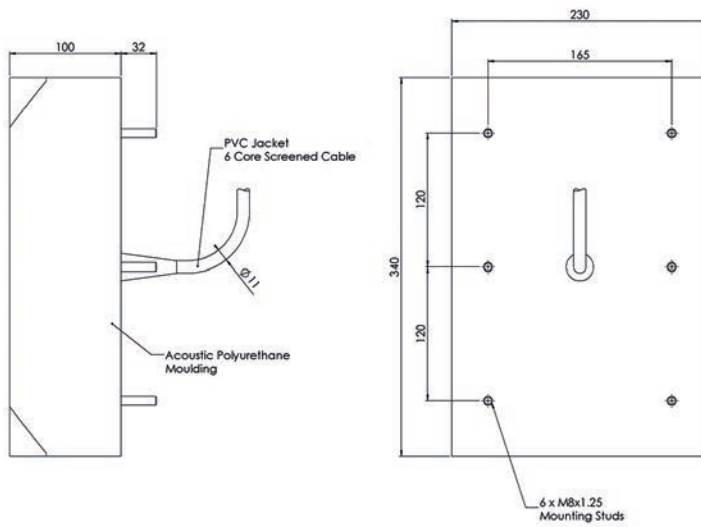 100
32
PVC Jacket
6 Core Screened Cable
Ø11
Acoustic Polyurethane
Moulding
230
165
120
340
120
6 x M8x1.25
Mounting Studs